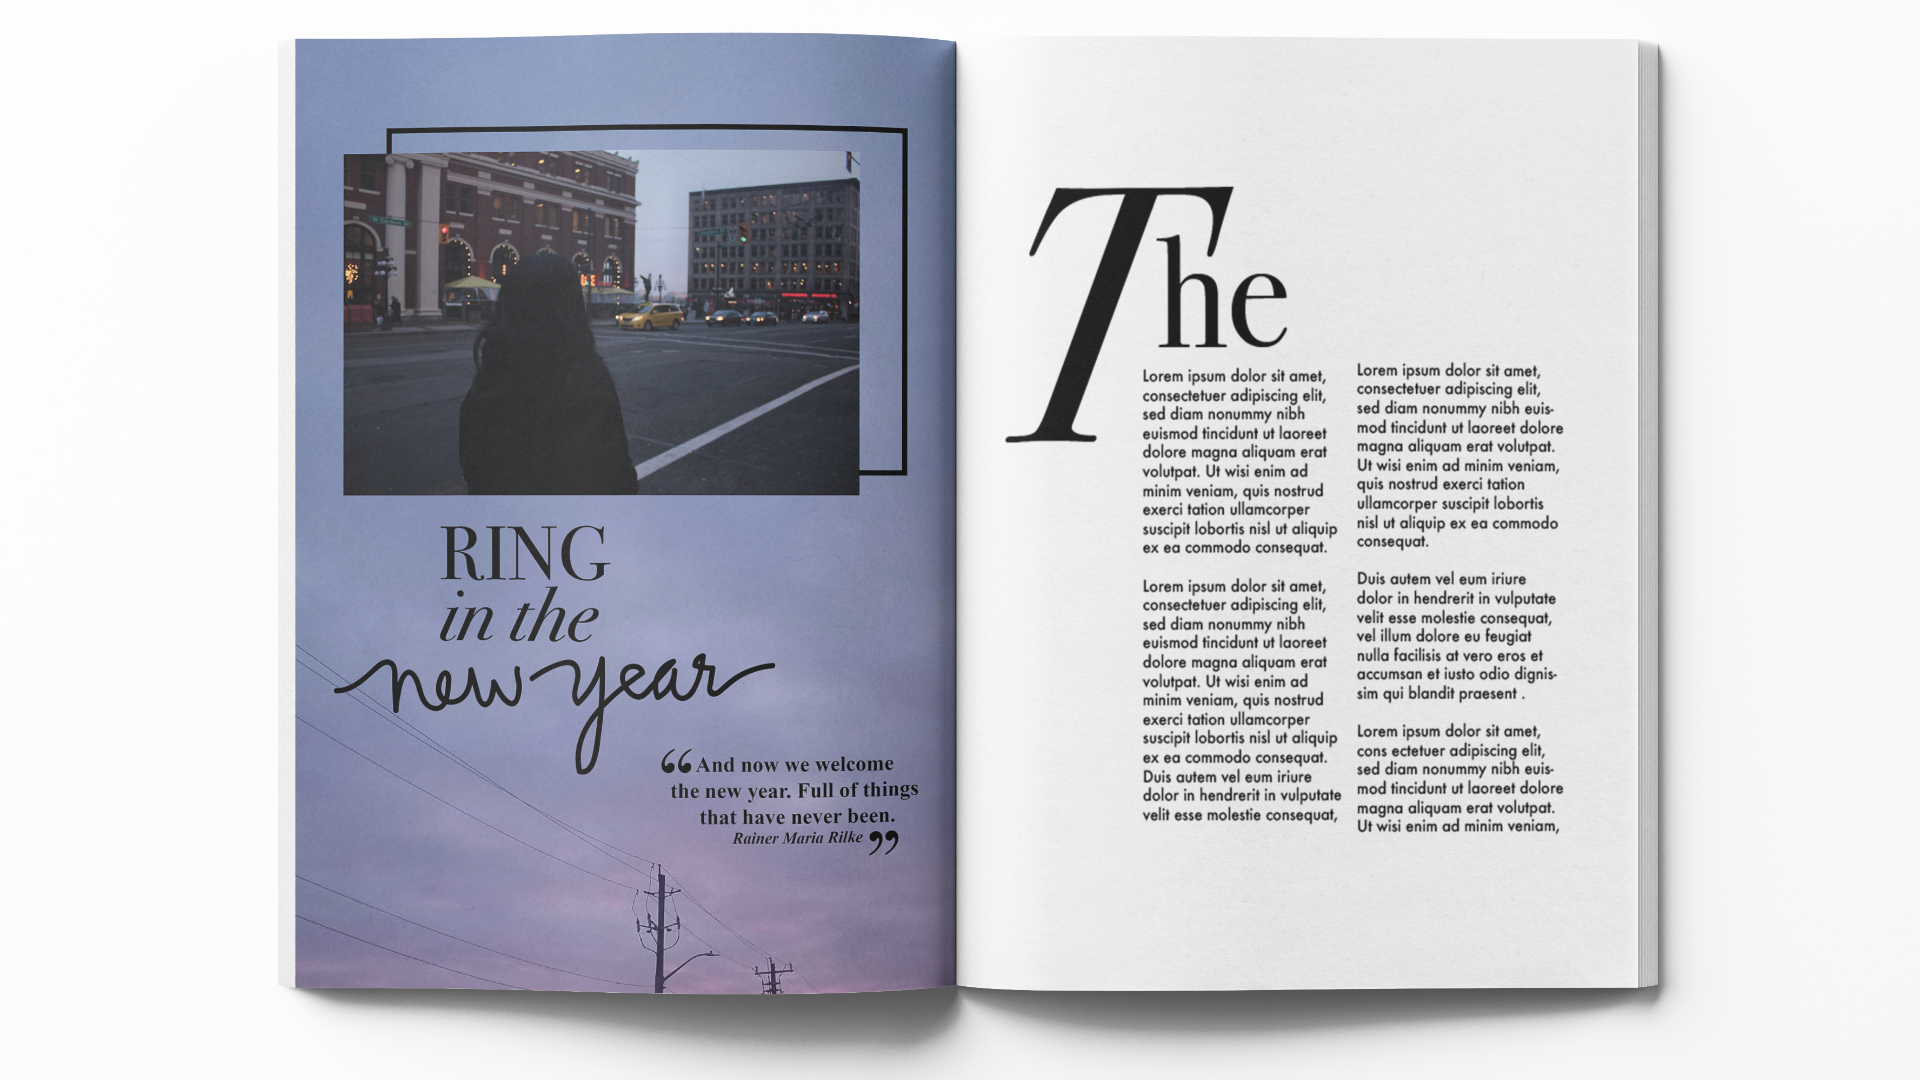 RING
in the
new year
“And now we welcome
the new year. Full of things
that have never been.
Rainer Maria Rilke”
The
Lorem ipsum dolor sit amet,
consectetuer adipiscing elit,
sed diam nonummy nibh
euismod tincidunt ut laoreet
dolore magna aliquam erat
volutpat. Ut wisi enim ad
minim veniam, quis nostrud
exerci tation ullamcorper
suscipit lobortis nisl ut aliquip
ex ea commodo consequat.
Lorem ipsum dolor sit amet,
consectetuer adipiscing elit,
sed diam nonummy nibh
euismod tincidunt ut laoreet
dolore magna aliquam erat
volutpat. Ut wisi enim ad
minim veniam, quis nostrud
exerci tation ullamcorper
suscipit lobortis nisl ut aliquip
ex ea commodo consequat.
Duis autem vel eum iriure
dolor in hendrerit in vulputate
velit esse molestie consequat,
Lorem ipsum dolor sit amet,
consectetuer adipiscing elit,
sed diam nonummy nibh euis-
mod tincidunt ut laoreet dolore
magna aliquam erat volutpat.
Ut wisi enim ad minim veniam,
quis nostrud exerci tation
ullamcorper suscipit lobortis
nisl ut aliquip ex ea commodo
consequat.
Duis autem vel eum iriure
dolor in hendrerit in vulputate
velit esse molestie consequat,
vel illum dolore eu feugiat
nulla facilisis at vero eros et
accumsan et iusto odio dignis-
sim qui blandit praesent .
Lorem ipsum dolor sit amet,
cons ectetuer adipiscing elit,
sed diam nonummy nibh euis-
mod tincidunt ut laoreet dolore
magna aliquam erat volutpat.
Ut wisi enim ad minim veniam,